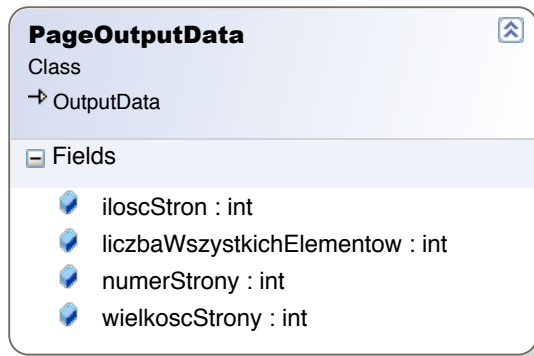 PageOutputData
Class
OutputData
Fields
iloscStron : int
liczbaWszystkichElementow : int
numerStrony : int
wielkoscStrony : int